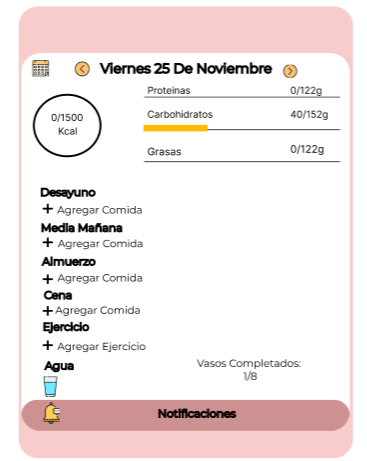 Viernes 25 De Noviembre
Proteinas 0/122g
0/1500
Kcal
Carbohidratos 40/152g
Grasas 0/122g
Desayuno
+ Agregar Comida
Media Mañana
+ Agregar Comida
Almuerzo
+ Agregar Comida
Cena
+ Agregar Comida
Ejercicio
+ Agregar Ejercicio
Agua
Vasos Completados:
1/8
Notificaciones